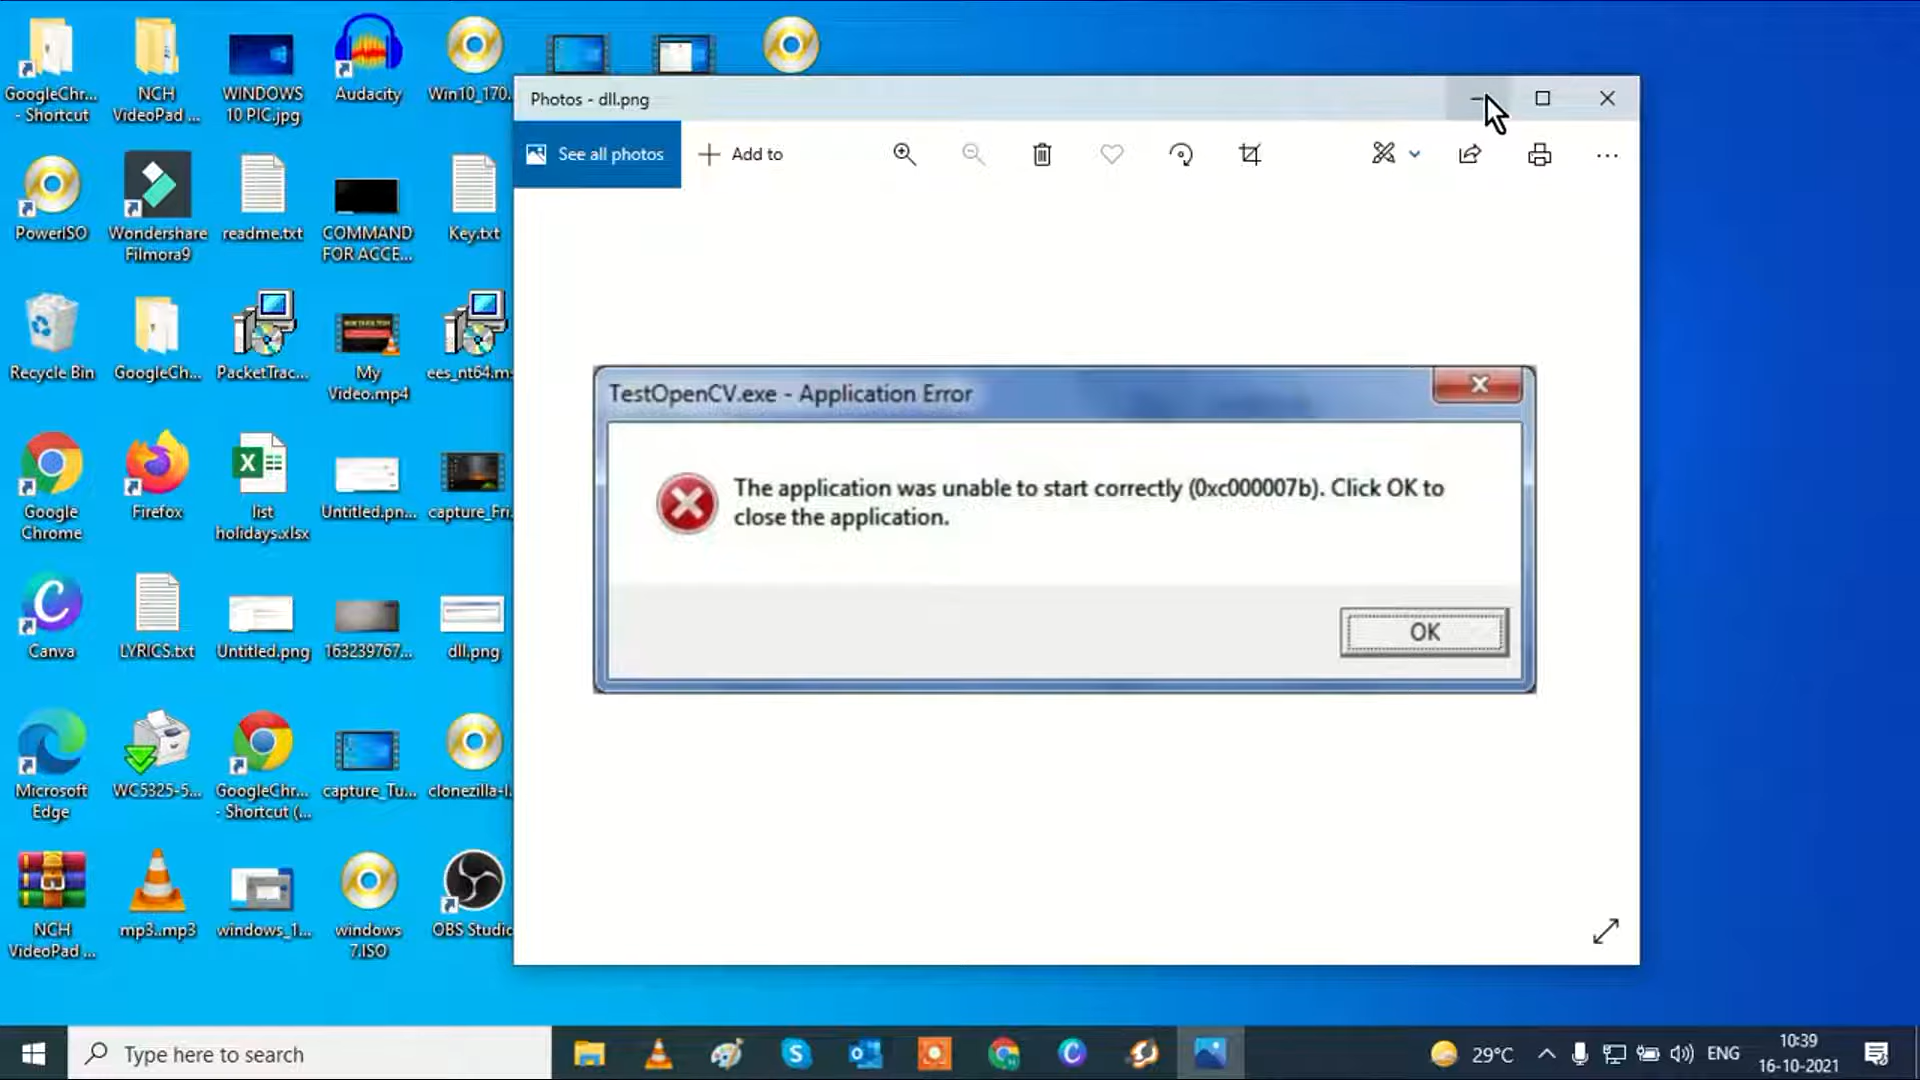 GoogleChr...
- Shortcut
NCH
VideoPad ...
WINDOWS
10 PIC.jpg
Audacity
Win10_170.
Photos - dll.png
See all photos
Add to
PowerISO
Wondershare
Filmora9
readme.txt
COMMAND
FOR ACCE...
Key.txt
Recycle Bin
GoogleCh...
PacketTrac...
My
Video.mp4
ees_nt64.m
TestOpenCV.exe - Application Error
The application was unable to start correctly (0xc000007b). Click OK to
close the application.
OK
Google
Chrome
Firefox
list
holidays.xlsx
Untitled.pn...
capture_Fri.
Canva
LYRICS.txt
Untitled.png
163239767...
dll.png
Microsoft
Edge
WC5325-5...
GoogleChr...
- Shortcut (...
capture_Tu...
clonezilla-l.
NCH
VideoPad ...
mp3..mp3
windows_1...
windows
7.ISO
OBS Studio
Type here to search
29°C
ENG
10:39
16-10-2021